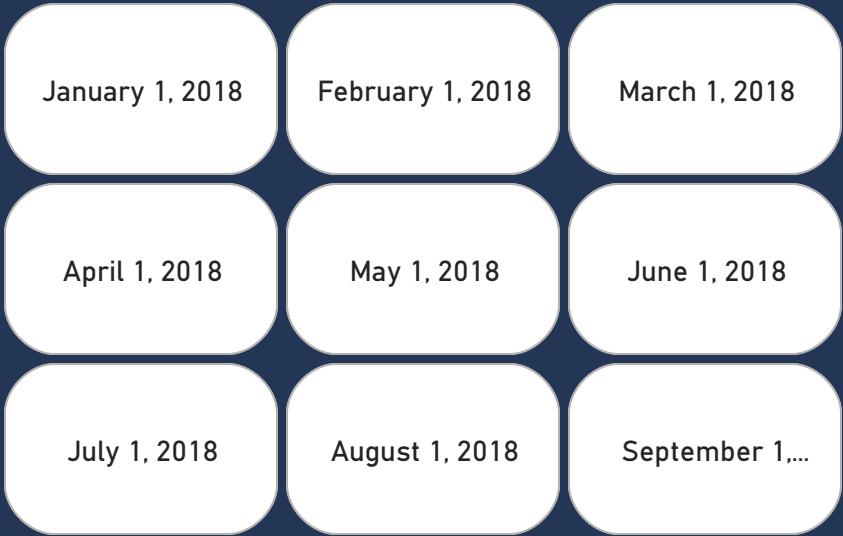 January 1, 2018
February 1, 2018
March 1, 2018
April 1, 2018
May 1, 2018
June 1, 2018
July 1, 2018
August 1, 2018
September 1,...